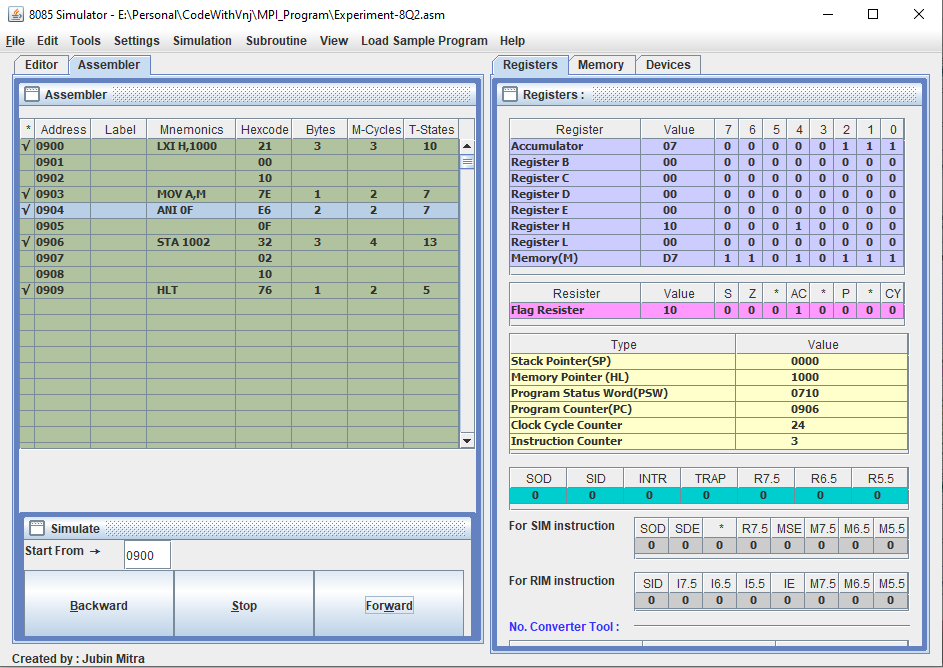 8085 Simulator - E:\Personal\CodeWithVnj\MPI_Program\Experiment-8Q2.asm
File Edit Tools Settings Simulation Subroutine View Load Sample Program Help
Editor Assembler
Assembler
* Address Label Mnemonics Hexcode Bytes M-Cycles T-States
√ 0900 LXI H,1000 21 3 3 10
0901 00
0902 10
√ 0903 MOV A,M 7E 1 2 7
√ 0904 ANI 0F E6 2 2 7
0905 0F
√ 0906 STA 1002 32 3 4 13
0907 02
0908 10
√ 0909 HLT 76 1 2 5
Simulate
Start From → 0900
Backward Stop Forward
Created by : Jubin Mitra
Registers Memory Devices
Registers :
Register Value 7 6 5 4 3 2 1 0
Accumulator 07 0 0 0 0 0 1 1 1
Register B 00 0 0 0 0 0 0 0 0
Register C 00 0 0 0 0 0 0 0 0
Register D 00 0 0 0 0 0 0 0 0
Register E 00 0 0 0 0 0 0 0 0
Register H 10 0 0 0 1 0 0 0 0
Register L 00 0 0 0 0 0 0 0 0
Memory(M) D7 1 1 0 1 0 1 1 1
Resister Value S Z * AC * P * CY
Flag Resister 10 0 0 0 1 0 0 0 0
Type Value
Stack Pointer(SP) 0000
Memory Pointer (HL) 1000
Program Status Word(PSW) 0710
Program Counter(PC) 0906
Clock Cycle Counter 24
Instruction Counter 3
SOD SID INTR TRAP R7.5 R6.5 R5.5
0 0 0 0 0 0 0
For SIM instruction SOD SDE * R7.5 MSE M7.5 M6.5 M5.5
0 0 0 0 0 0 0 0
For RIM instruction SID I7.5 I6.5 I5.5 IE M7.5 M6.5 M5.5
0 0 0 0 0 0 0 0
No. Converter Tool :